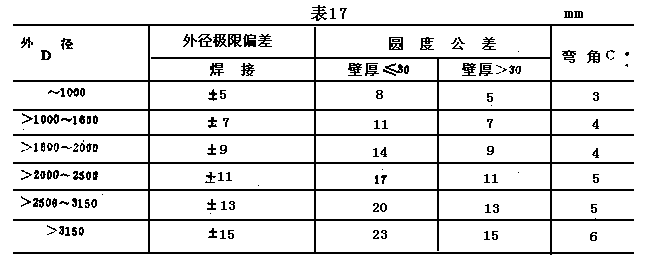 表17 mm
外 径 D 外径极限偏差 圆 度 公 差 弯 角 C
焊 接 壁厚≤30 壁厚>30
～1000 ±5 8 5 3
>1000～1600 ±7 11 7 4
>1600～2000 ±9 14 9 4
>2000～2500 ±11 17 11 5
>2500～3150 ±13 20 13 5
>3150 ±15 23 15 6